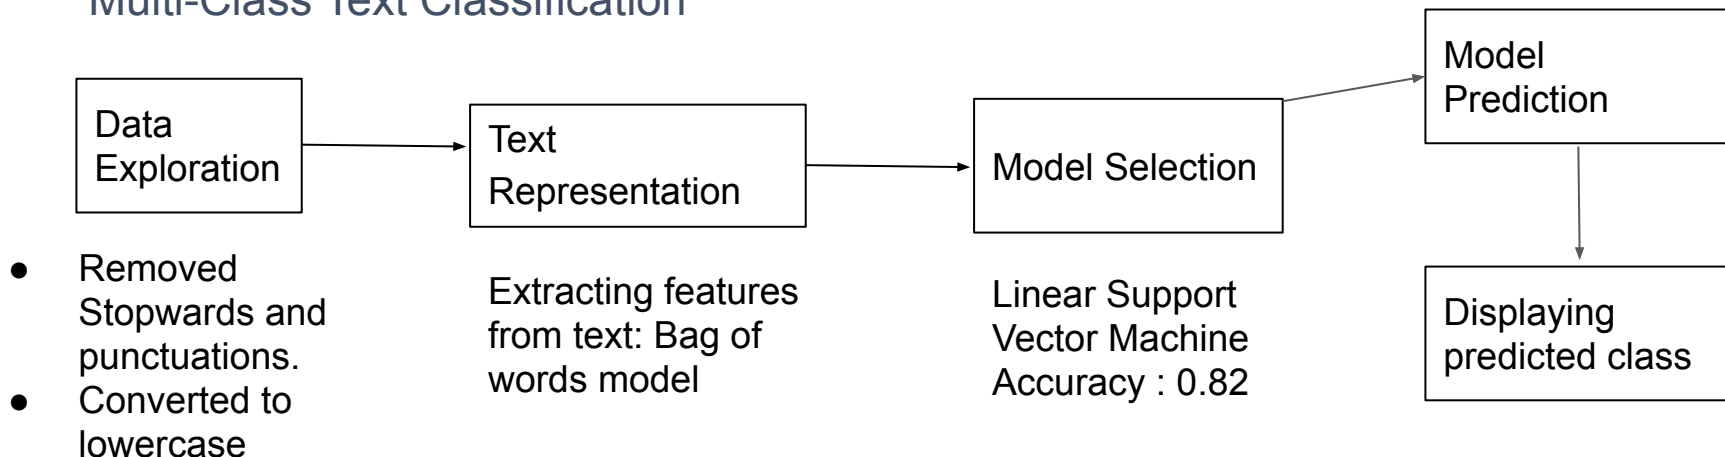 Multi-Class Text Classification
Data
Exploration
● Removed
Stopwards and
punctuations.
● Converted to
lowercase
Text
Representation
Extracting features
from text: Bag of
words model
Model Selection
Linear Support
Vector Machine
Accuracy : 0.82
Model
Prediction
Displaying
predicted class